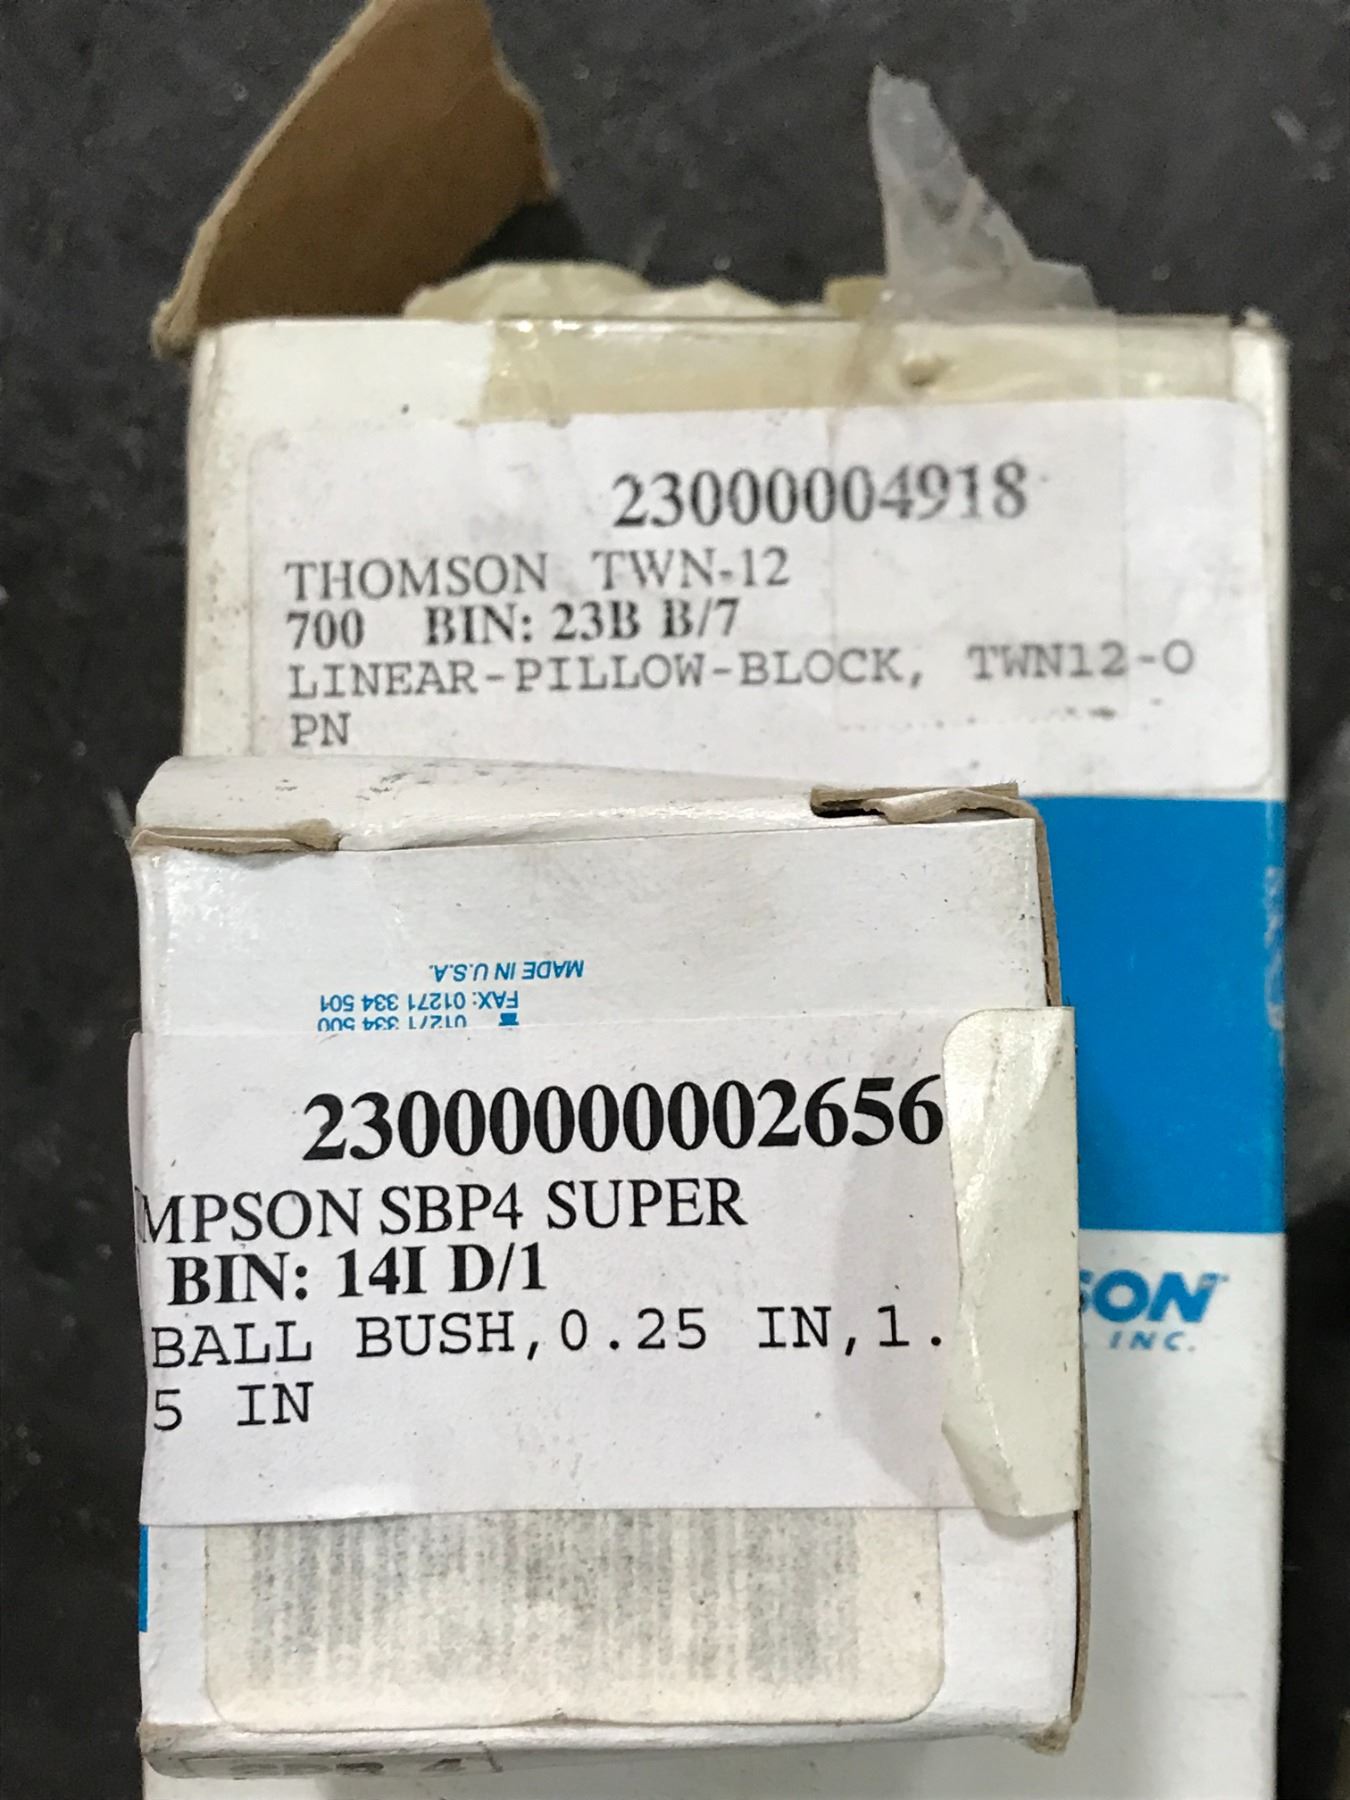 23000004918
THOMSON TWN-12
700 BIN: 23B B/7
LINEAR-PILLOW-BLOCK, TWN12-O
PN
MADE IN U.S.A.
FAX: 01271 334 501
01271 334 500
23000000002656
MPSON SBP4 SUPER
BIN: 14I D/1
BALL BUSH,0.25 IN,1.
5 IN
SON
INC.